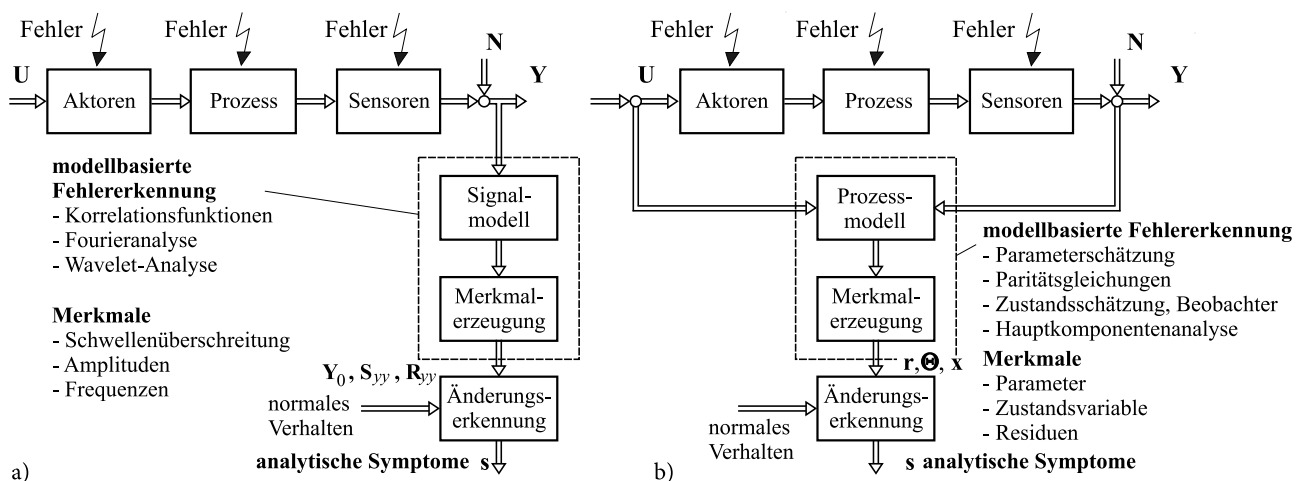 Fehler
Fehler
Fehler
N
U
Y
Aktoren
Prozess
Sensoren
modellbasierte
Fehlererkennung
- Korrelationsfunktionen
- Fourieranalyse
- Wavelet-Analyse
Signal-
modell
Merkmale
- Schwellenüberschreitung
- Amplituden
- Frequenzen
Merkmal-
erzeugung
Y0 , Syy , Ryy
normales
Verhalten
Änderungs-
erkennung
analytische Symptome s
a)
Fehler
Fehler
Fehler
N
U
Y
Aktoren
Prozess
Sensoren
Prozess-
modell
modellbasierte Fehlererkennung
- Parameterschätzung
- Paritätsgleichungen
- Zustandsschätzung, Beobachter
- Hauptkomponentenanalyse
Merkmal-
erzeugung
r, Θ, x
Merkmale
- Parameter
- Zustandsvariable
- Residuen
normales
Verhalten
Änderungs-
erkennung
s analytische Symptome
b)